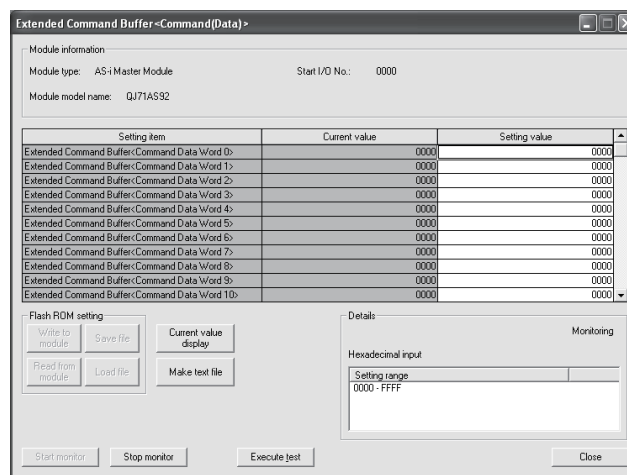 Extended Command Buffer<Command(Data)>
Module information
Module type: AS-i Master Module Start I/O No.: 0000
Module model name: QJ71AS92
Setting item Current value Setting value
Extended Command Buffer<Command Data Word 0> 0000 0000
Extended Command Buffer<Command Data Word 1> 0000 0000
Extended Command Buffer<Command Data Word 2> 0000 0000
Extended Command Buffer<Command Data Word 3> 0000 0000
Extended Command Buffer<Command Data Word 4> 0000 0000
Extended Command Buffer<Command Data Word 5> 0000 0000
Extended Command Buffer<Command Data Word 6> 0000 0000
Extended Command Buffer<Command Data Word 7> 0000 0000
Extended Command Buffer<Command Data Word 8> 0000 0000
Extended Command Buffer<Command Data Word 9> 0000 0000
Extended Command Buffer<Command Data Word 10> 0000 0000
Flash ROM setting
Write to module
Save file
Current value display
Read from module
Load file
Make text file
Details
Monitoring
Hexadecimal input
Setting range
0000 - FFFF
Start monitor Stop monitor Execute test Close